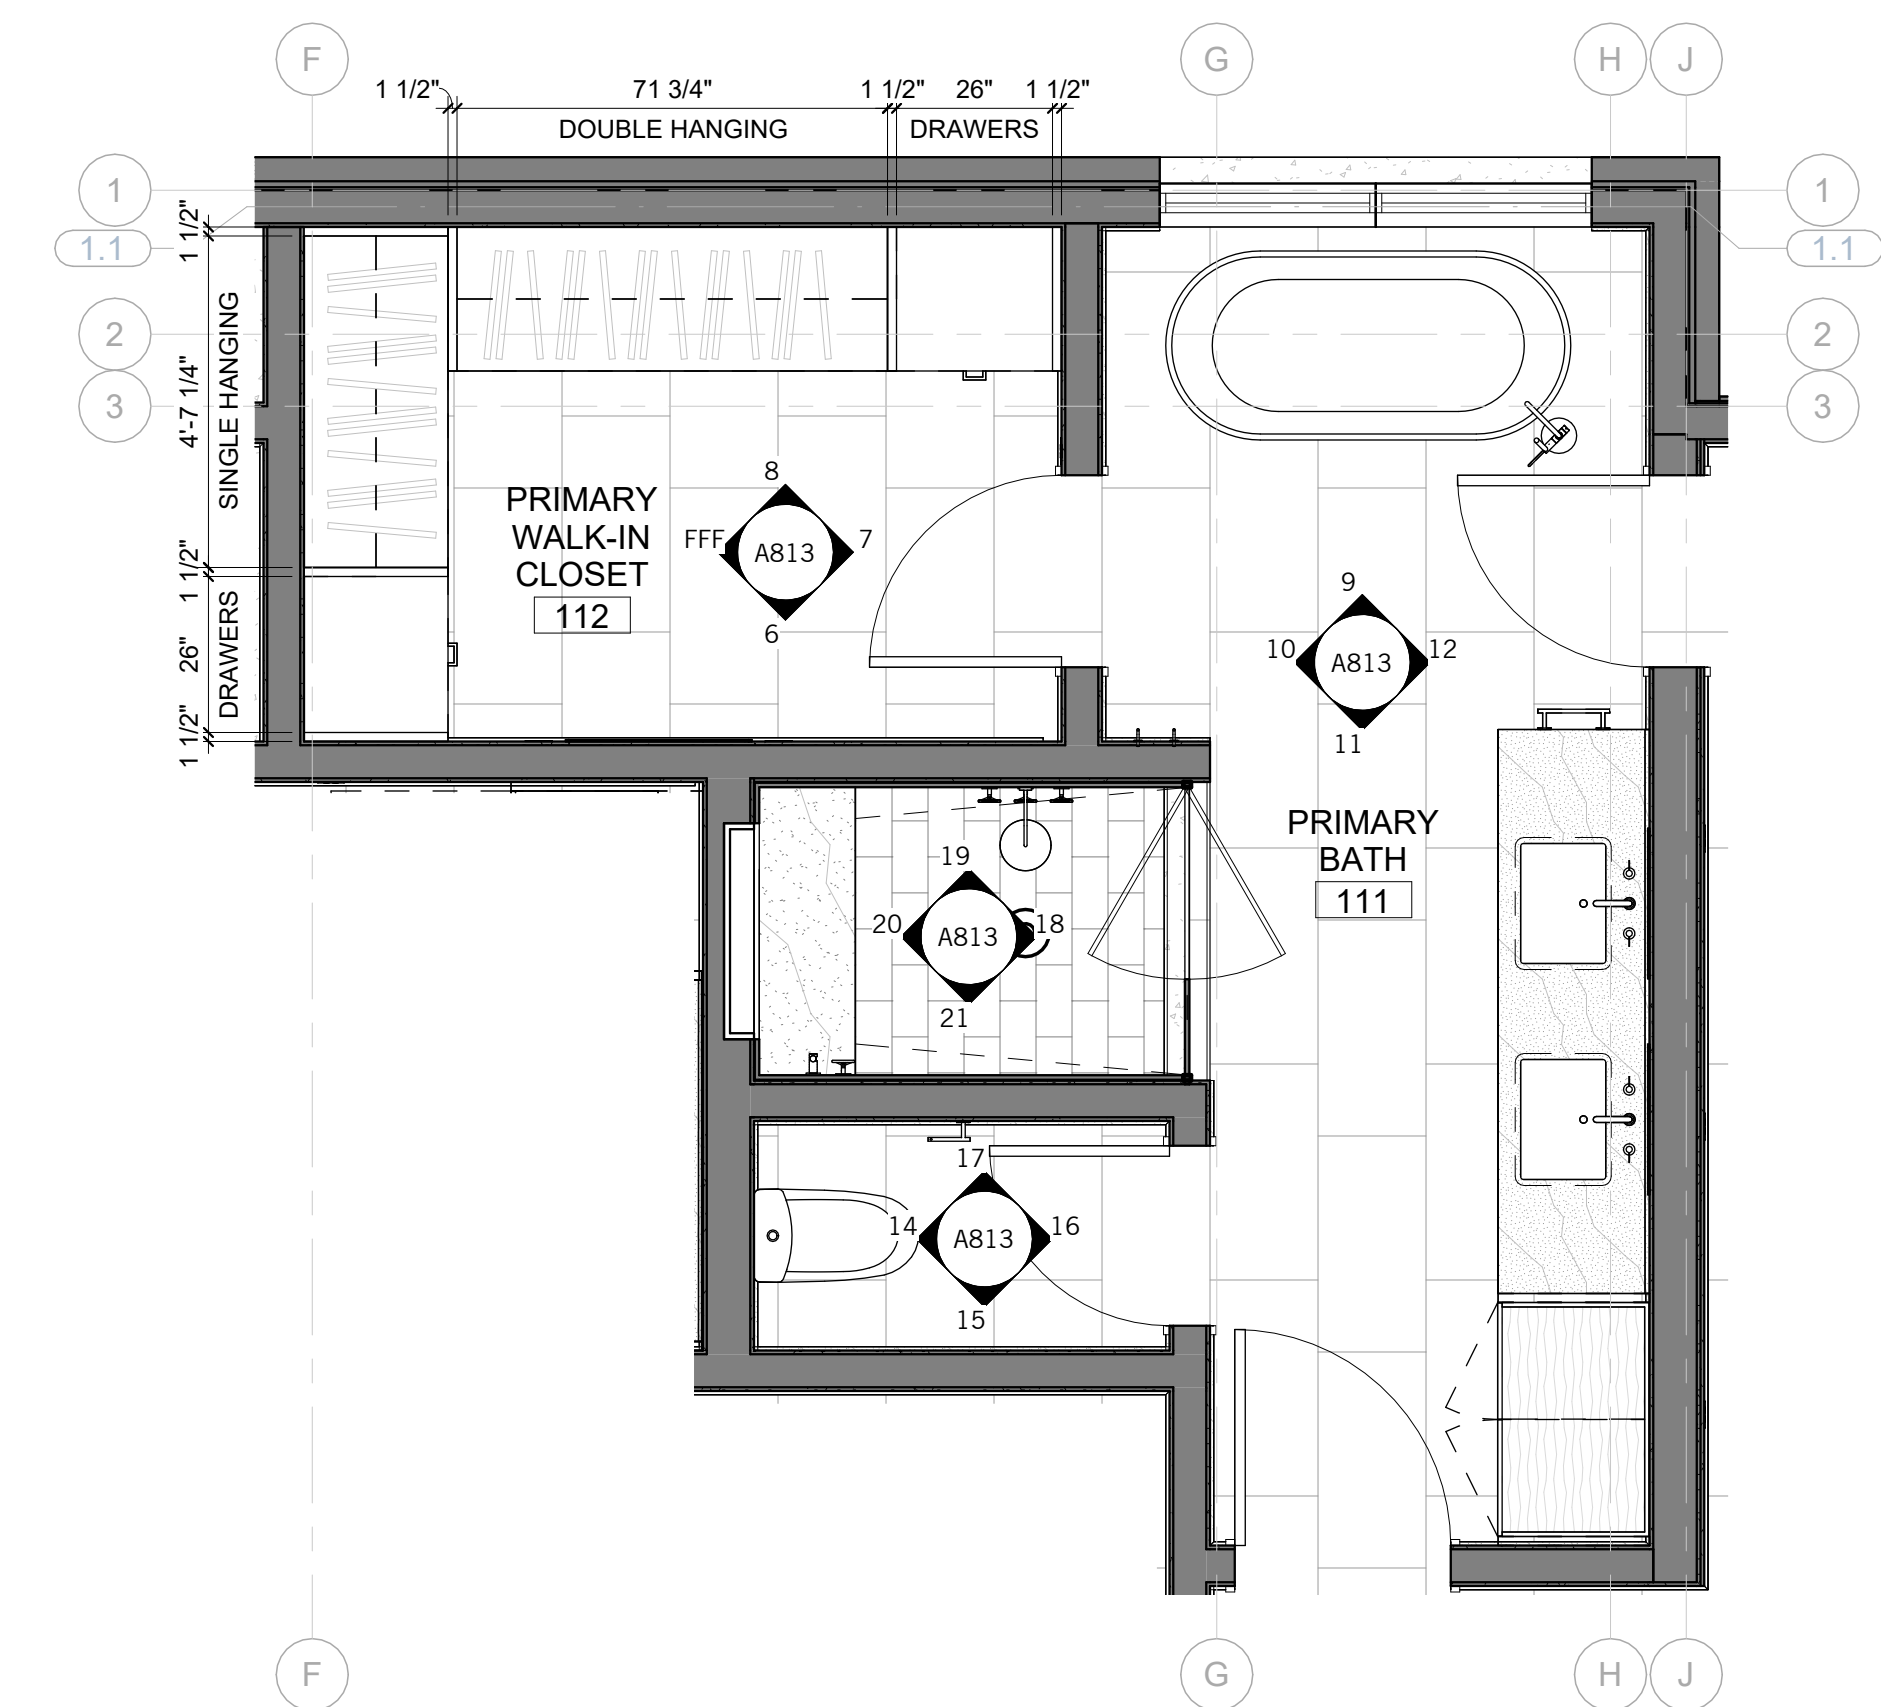 F
G
H
J
1 1/2"
71 3/4"
1 1/2"
26"
1 1/2"
DOUBLE HANGING
DRAWERS
1
1
1.1
1.1
2
2
3
3
1 1/2"
4'-7 1/4"
SINGLE HANGING
1 1/2"
26"
DRAWERS
1 1/2"
PRIMARY
WALK-IN
CLOSET
112
8
FFF
A813
7
6
9
10
A813
12
11
PRIMARY
BATH
111
19
20
A813
18
21
17
14
A813
16
15
F
G
H
J